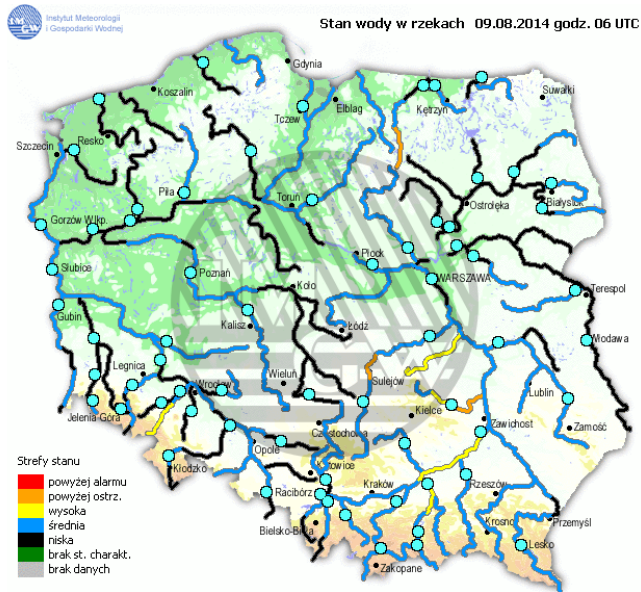 Instytut Meteorologii
i Gospodarki Wodnej
Stan wody w rzekach 09.08.2014 godz. 06 UTC
Gdynia
Koszalin
Suwałki
Tczew
Elbląg
Kętrzyn
Resko
Szczecin
Piła
Toruń
Ostrołęka
Białystok
Gorzów Wlkp.
Płock
Słubice
Poznań
Koło
WARSZAWA
Terespol
Gubin
Kalisz
Łódź
Włodawa
Legnica
Wrocław
Wieluń
Sulejów
Lublin
Jelenia Góra
Kielce
Zawichost
Zamość
Częstochowa
Opole
Kłodzko
Katowice
Racibórz
Kraków
Rzeszów
Bielsko-Biała
Krosno
Przemyśl
Lesko
Zakopane
Strefy stanu
powyżej alarmu
powyżej ostrz.
wysoka
średnia
niska
brak st. charakt.
brak danych